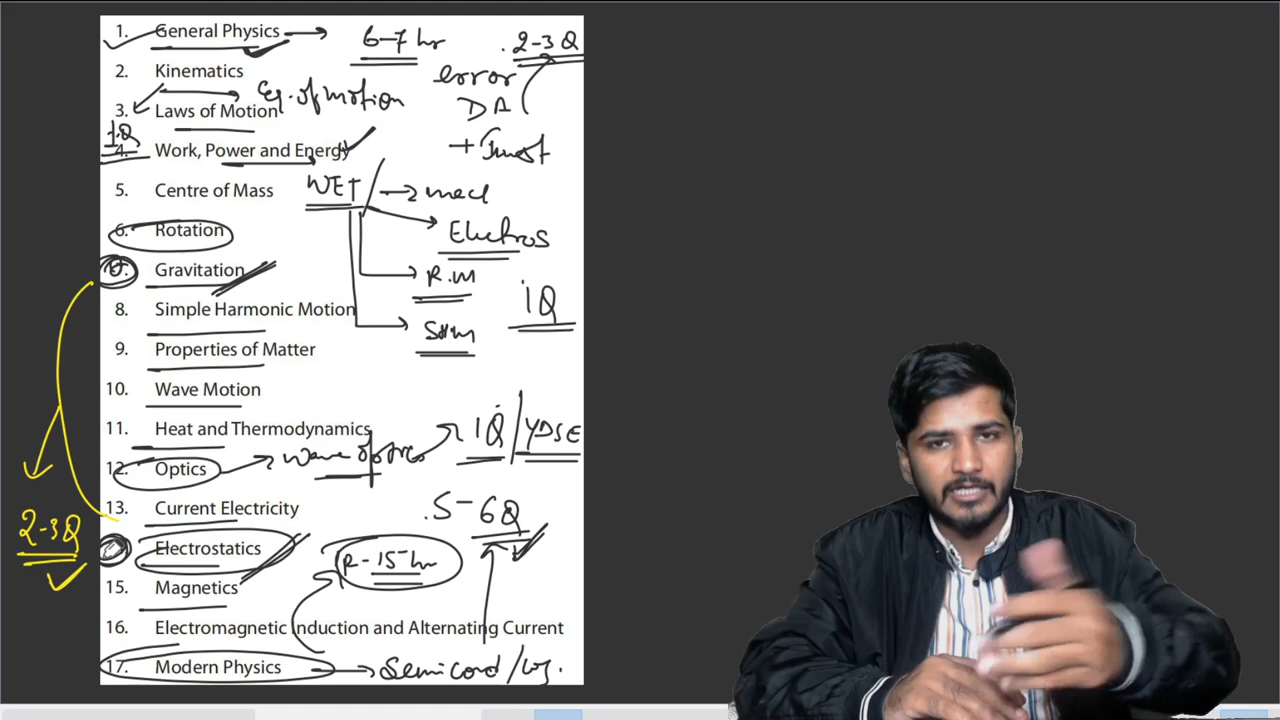 1. General Physics → 6-7 hr . 2-3 Q
error
2. Kinematics
Eq. of motion DA
3. Laws of Motion
1Q
4. Work, Power and Energy +
5. Centre of Mass WET →
6. Rotation
Electros
7. Gravitation R.M
1Q
8. Simple Harmonic Motion
SHM
9. Properties of Matter
10. Wave Motion
11. Heat and Thermodynamics 1Q / YDSE
12. Optics → wave optics
13. Current Electricity . 5-6Q
2-3Q
Electrostatics R-15 hr
15. Magnetics
16. Electromagnetic Induction and Alternating Current
17. Modern Physics → Semicond /